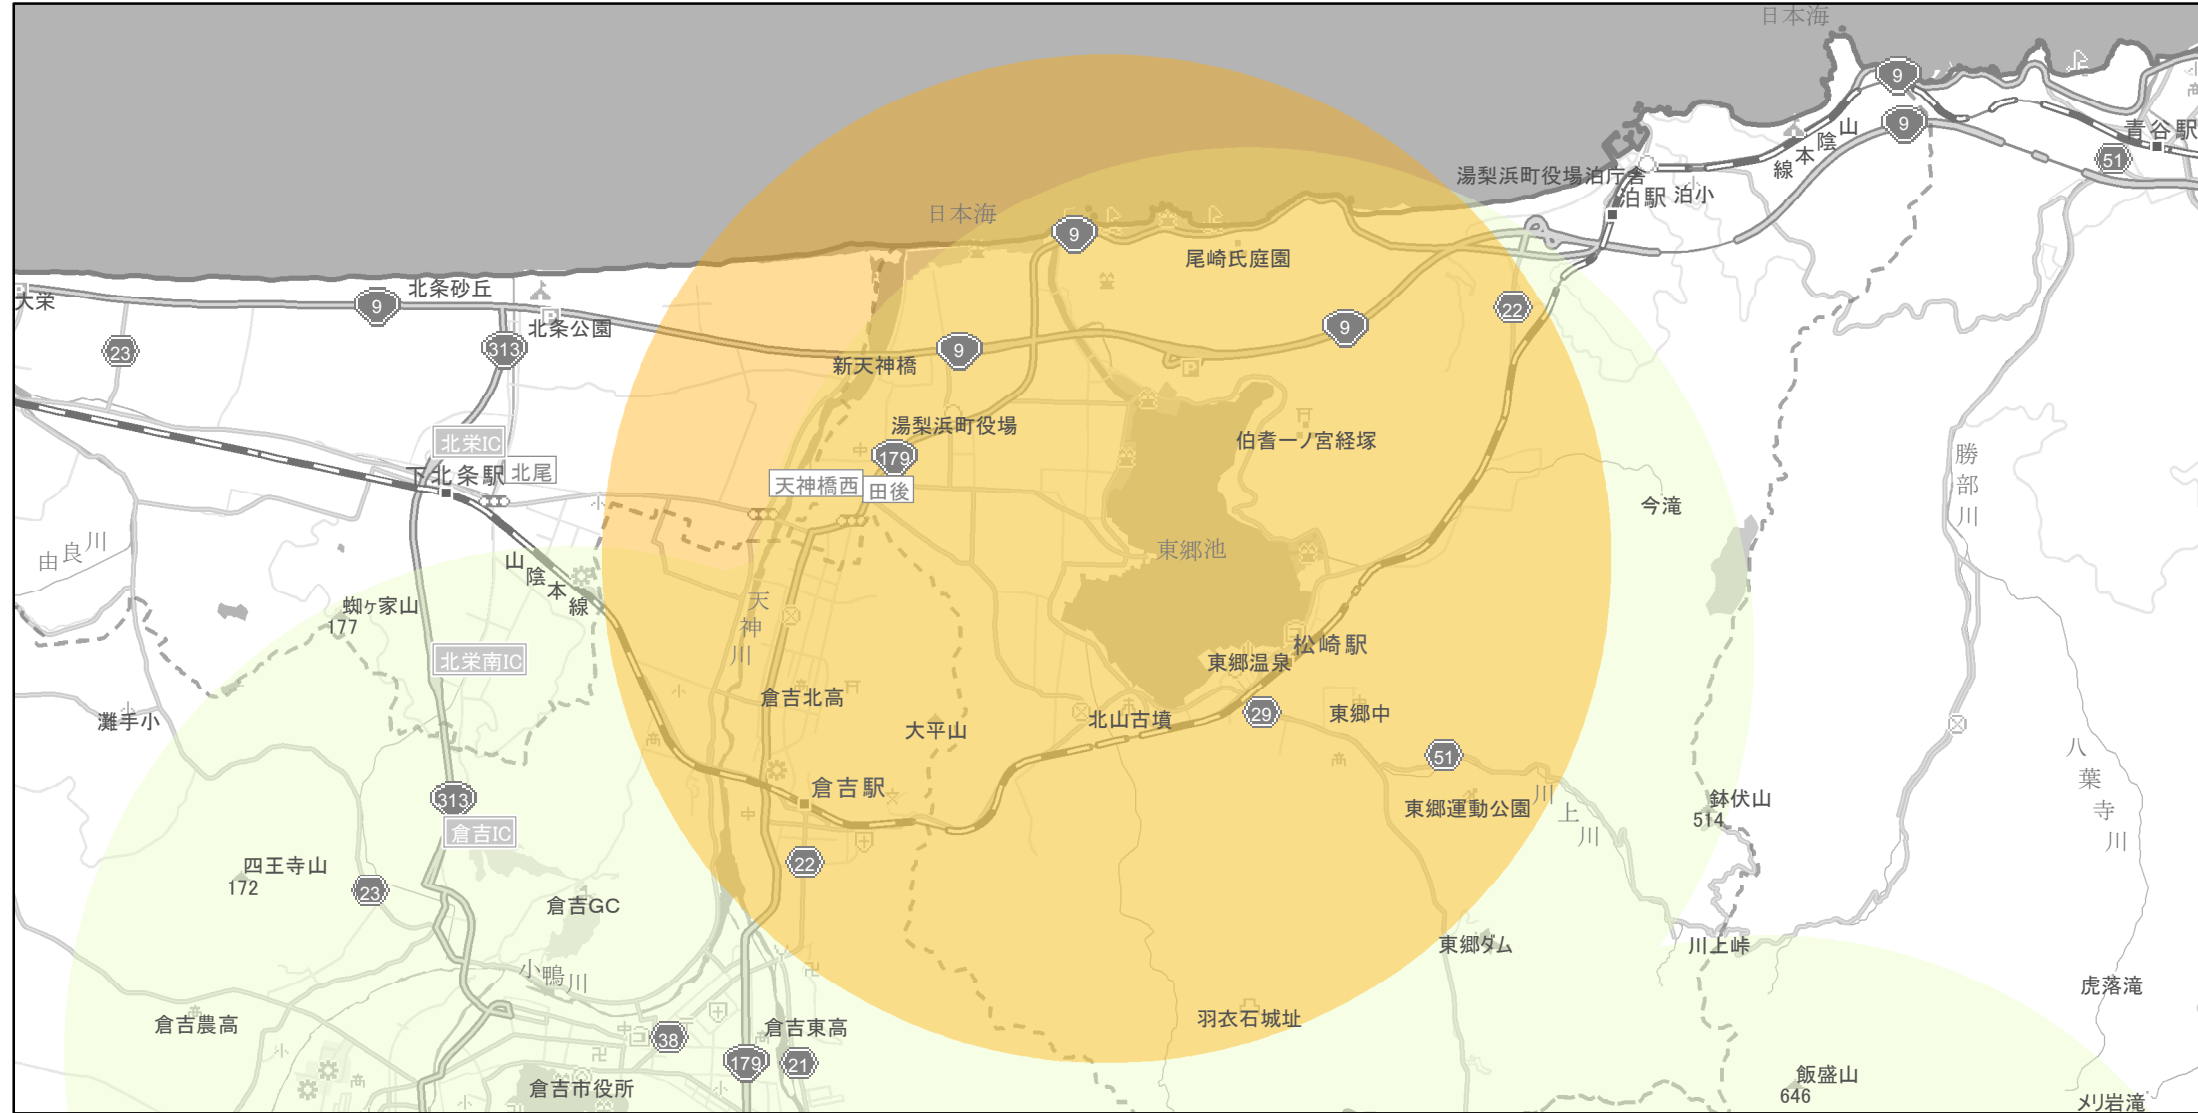 日本海
9
9
山陰本線
青谷駅
51
湯梨浜町役場泊庁舎
泊駅
泊小
日本海
9
尾崎氏庭園
大栄
9
北条砂丘
北条公園
23
313
22
9
9
新天神橋
湯梨浜町役場
伯耆一ノ宮経塚
179
北栄IC
下北条駅
北尾
天神橋西
田後
今滝
勝部川
東郷池
由良川
山陰本線
蜘ヶ家山
177
天神川
北栄南IC
松崎駅
東郷温泉
倉吉北高
灘手小
大平山
北山古墳
29
東郷中
51
八葉寺川
倉吉駅
313
東郷運動公園
川上川
鉢伏山
514
倉吉IC
四王寺山
172
22
23
倉吉GC
東郷ダム
川上峠
小鴨川
虎落滝
倉吉農高
羽衣石城址
38
倉吉東高
179
21
倉吉市役所
飯盛山
646
メリ岩滝